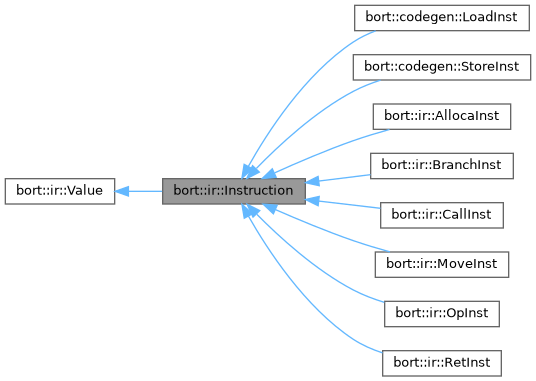 bort::codegen::LoadInst
bort::codegen::StoreInst
bort::ir::AllocaInst
bort::ir::BranchInst
bort::ir::Value
bort::ir::Instruction
bort::ir::CallInst
bort::ir::MoveInst
bort::ir::OpInst
bort::ir::RetInst